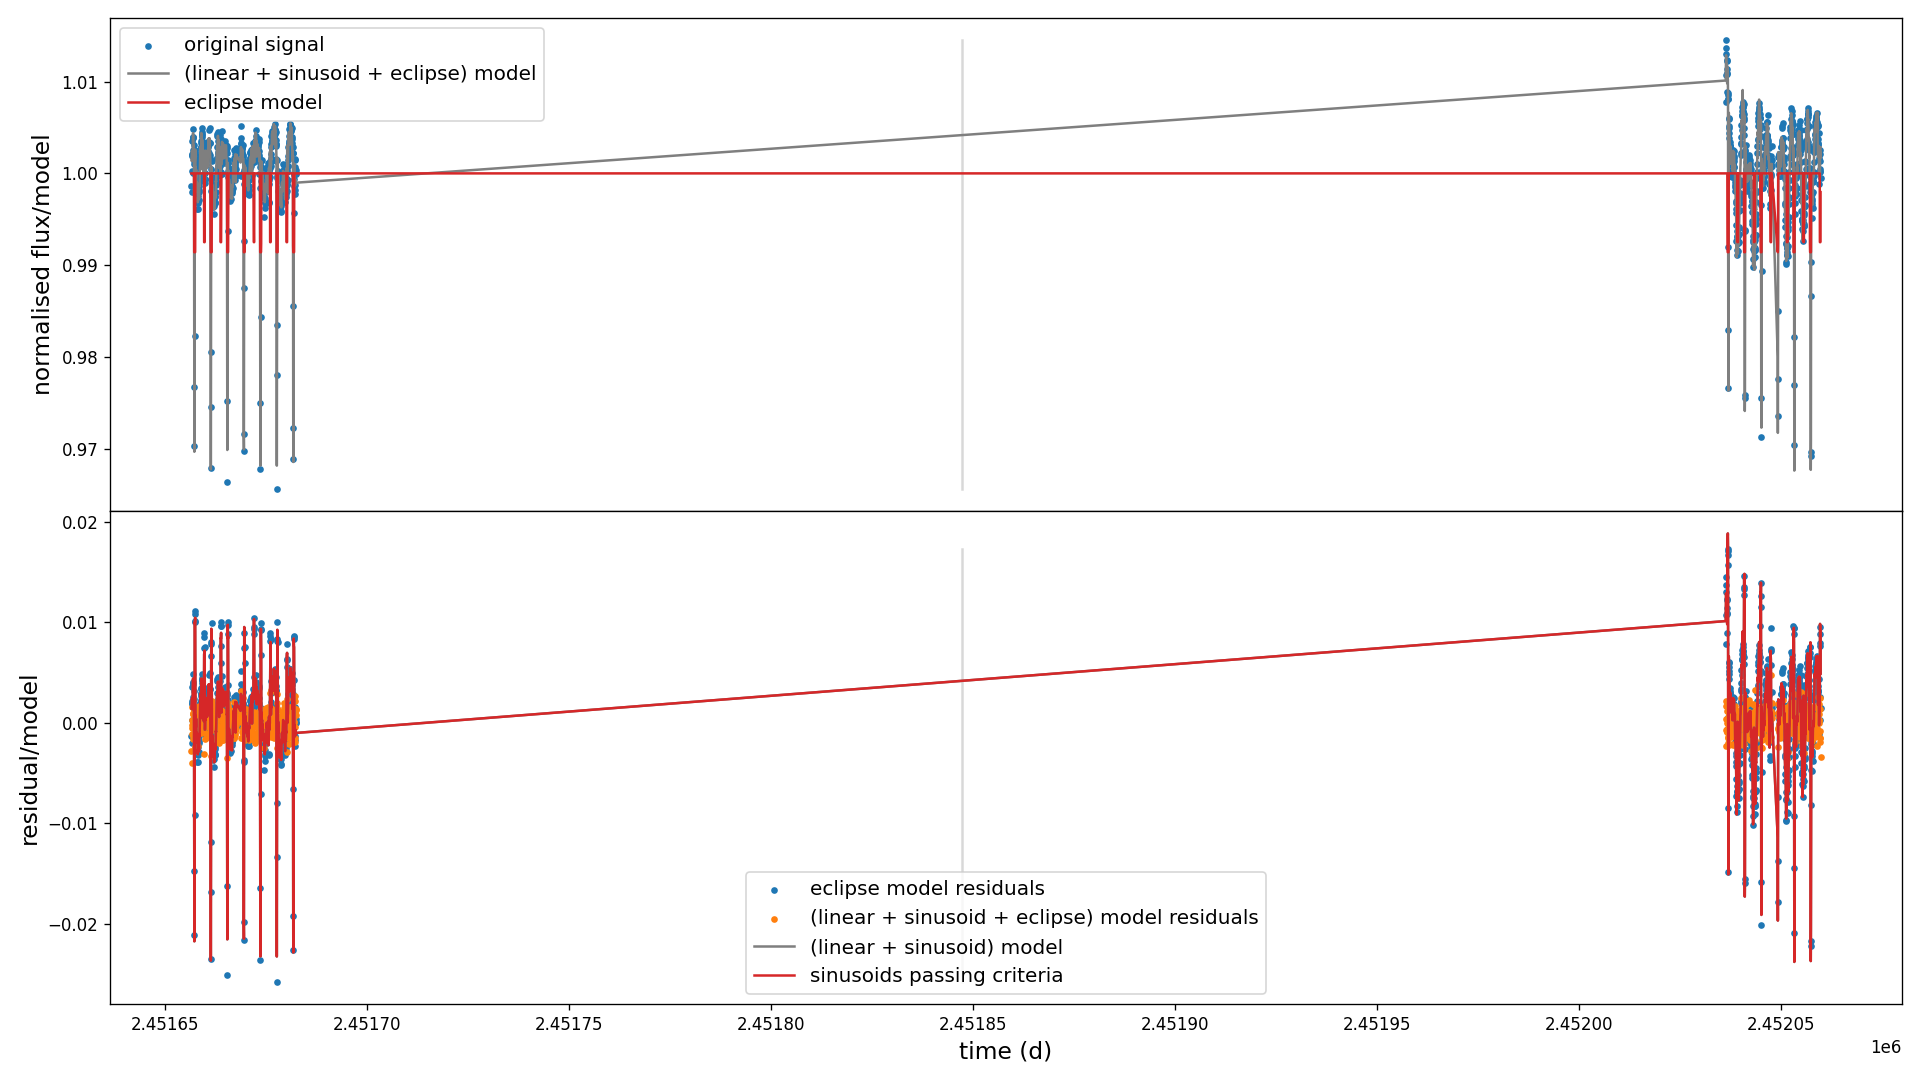 original signal
(linear + sinusoid + eclipse) model
eclipse model
1.01
1.00
0.99
0.98
0.97
normalised flux/model
0.02
0.01
0.00
−0.01
−0.02
residual/model
eclipse model residuals
(linear + sinusoid + eclipse) model residuals
(linear + sinusoid) model
sinusoids passing criteria
2.45165 2.45170 2.45175 2.45180 2.45185 2.45190 2.45195 2.45200 2.45205
time (d)
1e6